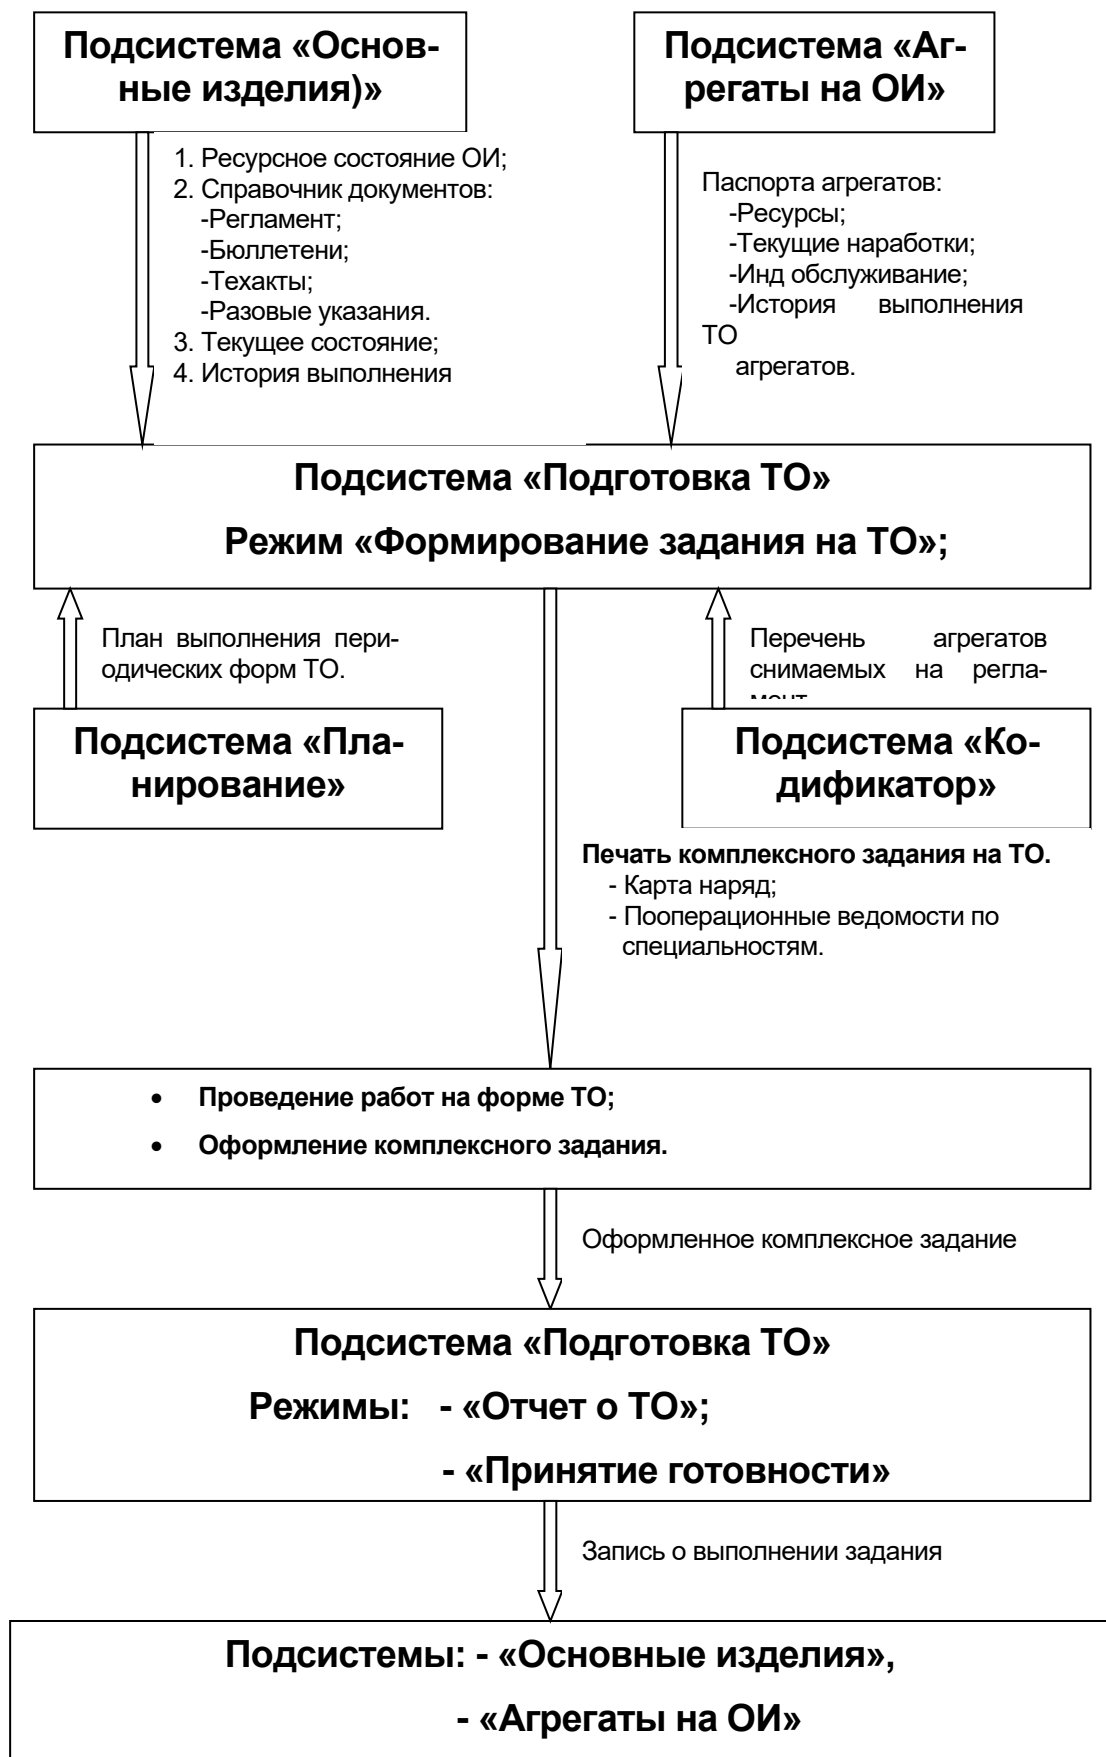 Подсистема «Основ-
ные изделия)»
Подсистема «Аг-
регаты на ОИ»
1. Ресурсное состояние ОИ;
2. Справочник документов:
-Регламент;
-Бюллетени;
-Техакты;
-Разовые указания.
3. Текущее состояние;
4. История выполнения
Паспорта агрегатов:
-Ресурсы;
-Текущие наработки;
-Инд обслуживание;
-История выполнения
ТО
агрегатов.
Подсистема «Подготовка ТО»
Режим «Формирование задания на ТО»;
План выполнения пери-
одических форм ТО.
Перечень агрегатов
снимаемых на регла-
Подсистема «Пла-
нирование»
Подсистема «Ко-
дификатор»
Печать комплексного задания на ТО.
- Карта наряд;
- Пооперационные ведомости по
специальностям.
• Проведение работ на форме ТО;
• Оформление комплексного задания.
Оформленное комплексное задание
Подсистема «Подготовка ТО»
Режимы: - «Отчет о ТО»;
- «Принятие готовности»
Запись о выполнении задания
Подсистемы: - «Основные изделия»,
- «Агрегаты на ОИ»